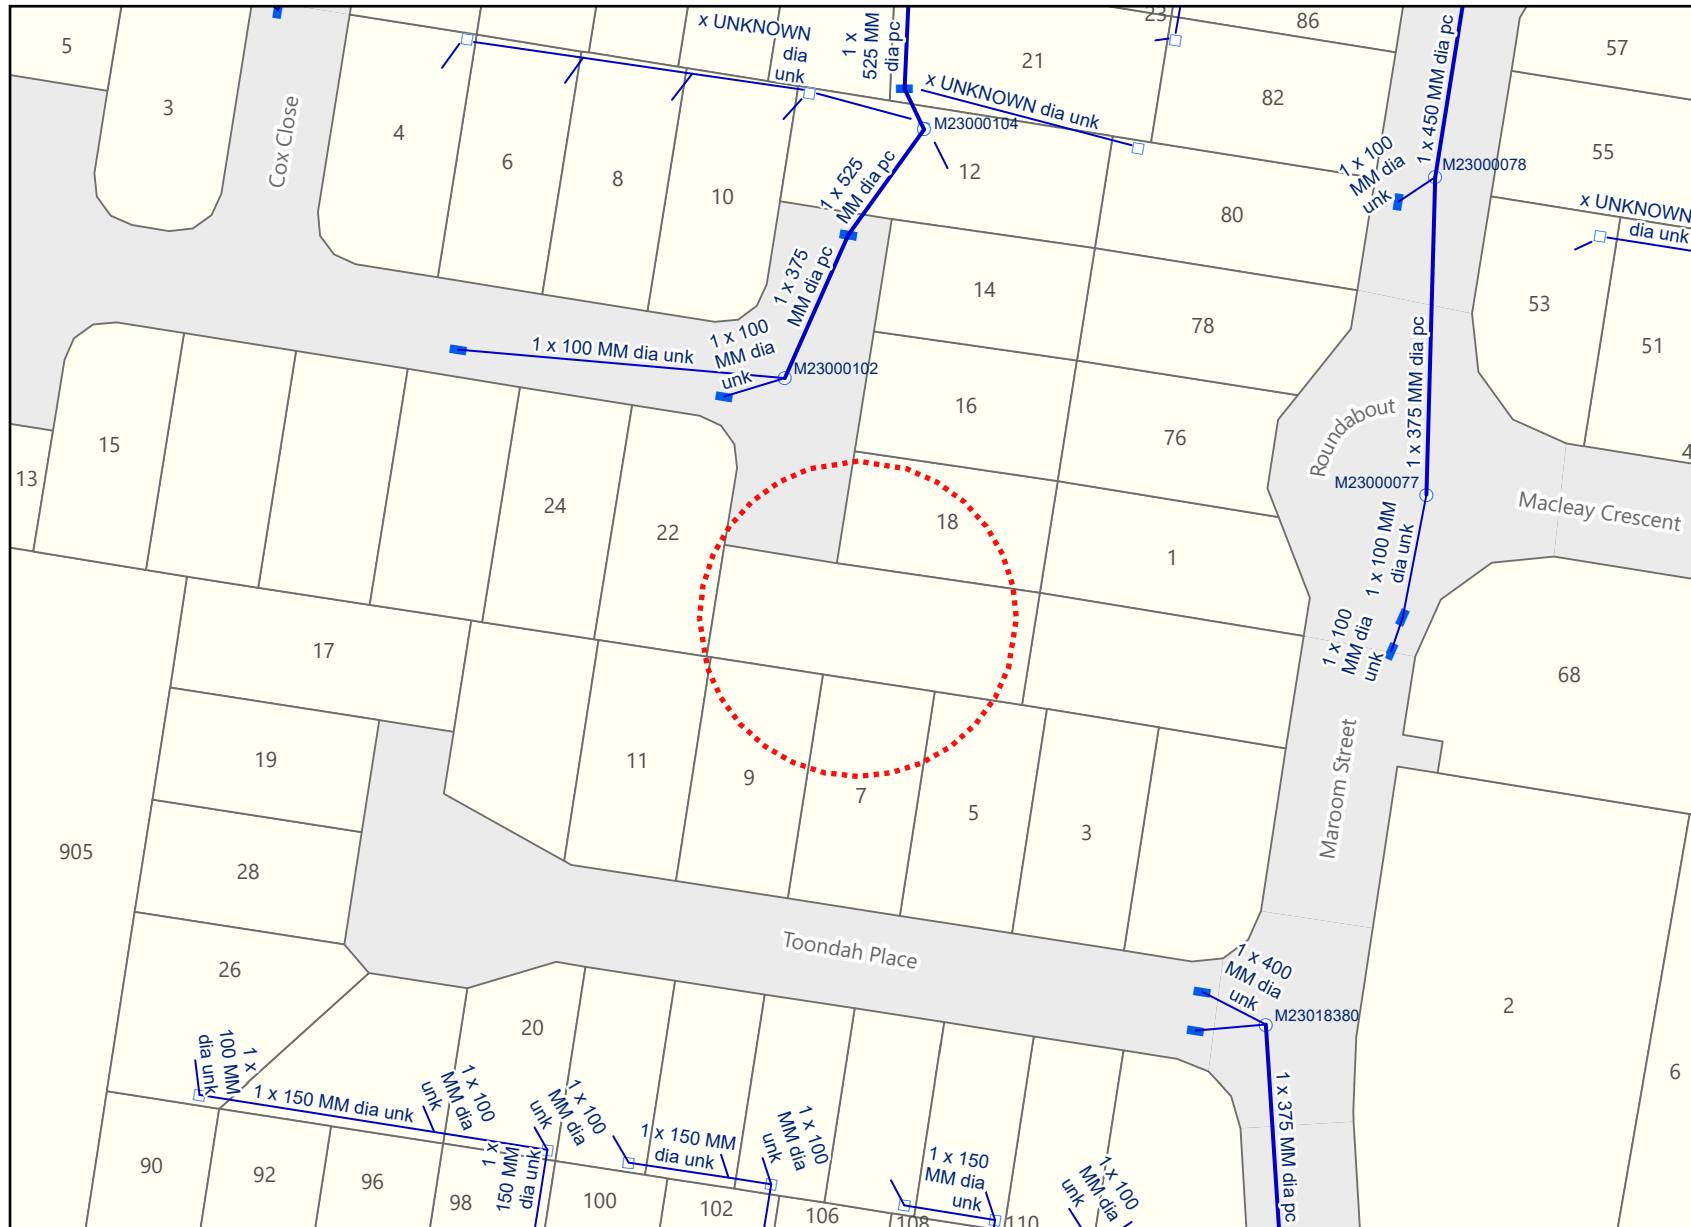 x UNKNOWN
dia
unk
1 x
525 MM
dia pc
23
86
57
5
3
Cox Close
4
6
8
10
21
x UNKNOWN dia unk
82
M23000104
12
1 x 525
MM dia pc
80
1 x 100
MM dia
unk
1 x 450 MM dia pc
M23000078
55
x UNKNOWN
dia unk
53
51
14
78
1 x 375
MM dia pc
1 x 100 MM dia unk
1 x 100
MM dia
unk
M23000102
16
76
Roundabout
1 x 375 MM dia pc
M23000077
4
Macleay Crescent
13
15
24
22
18
1
1 x 100 MM
dia unk
1 x 100
MM dia
unk
17
68
19
11
9
7
5
3
Maroom Street
905
28
26
Toondah Place
20
1 x 400
MM dia
unk
M23018380
2
6
1 x
100 MM
dia unk
1 x 150 MM dia unk
1 x 100
MM dia
unk
1 x
150 MM
dia unk
1 x 100
MM dia
unk
1 x 150 MM
dia unk
1 x 100
MM dia
unk
1 x 150
MM dia
unk
1 x 100
MM dia
unk
1 x 375 MM dia pc
90
92
96
98
100
102
106
108
110